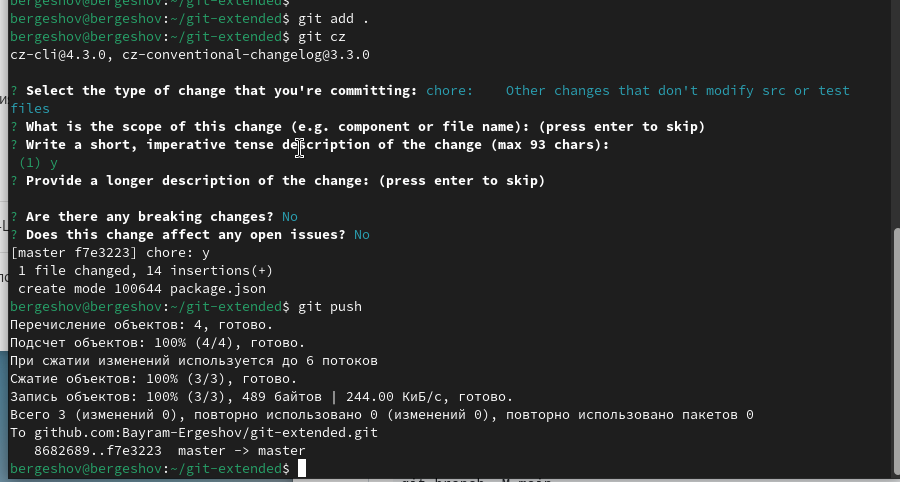 bergeshov@bergeshov:~/git-extended$
bergeshov@bergeshov:~/git-extended$ git add .
bergeshov@bergeshov:~/git-extended$ git cz
cz-cli@4.3.0, cz-conventional-changelog@3.3.0
? Select the type of change that you're committing: chore:    Other changes that don't modify src or test
files
? What is the scope of this change (e.g. component or file name): (press enter to skip)
? Write a short, imperative tense description of the change (max 93 chars):
(1) y
? Provide a longer description of the change: (press enter to skip)
? Are there any breaking changes? No
? Does this change affect any open issues? No
[master f7e3223] chore: y
1 file changed, 14 insertions(+)
create mode 100644 package.json
bergeshov@bergeshov:~/git-extended$ git push
Перечисление объектов: 4, готово.
Подсчет объектов: 100% (4/4), готово.
При сжатии изменений используется до 6 потоков
Сжатие объектов: 100% (3/3), готово.
Запись объектов: 100% (3/3), 489 байтов | 244.00 КиБ/с, готово.
Всего 3 (изменений 0), повторно использовано 0 (изменений 0), повторно использовано пакетов 0
To github.com:Bayram-Ergeshov/git-extended.git
8682689..f7e3223  master -> master
bergeshov@bergeshov:~/git-extended$